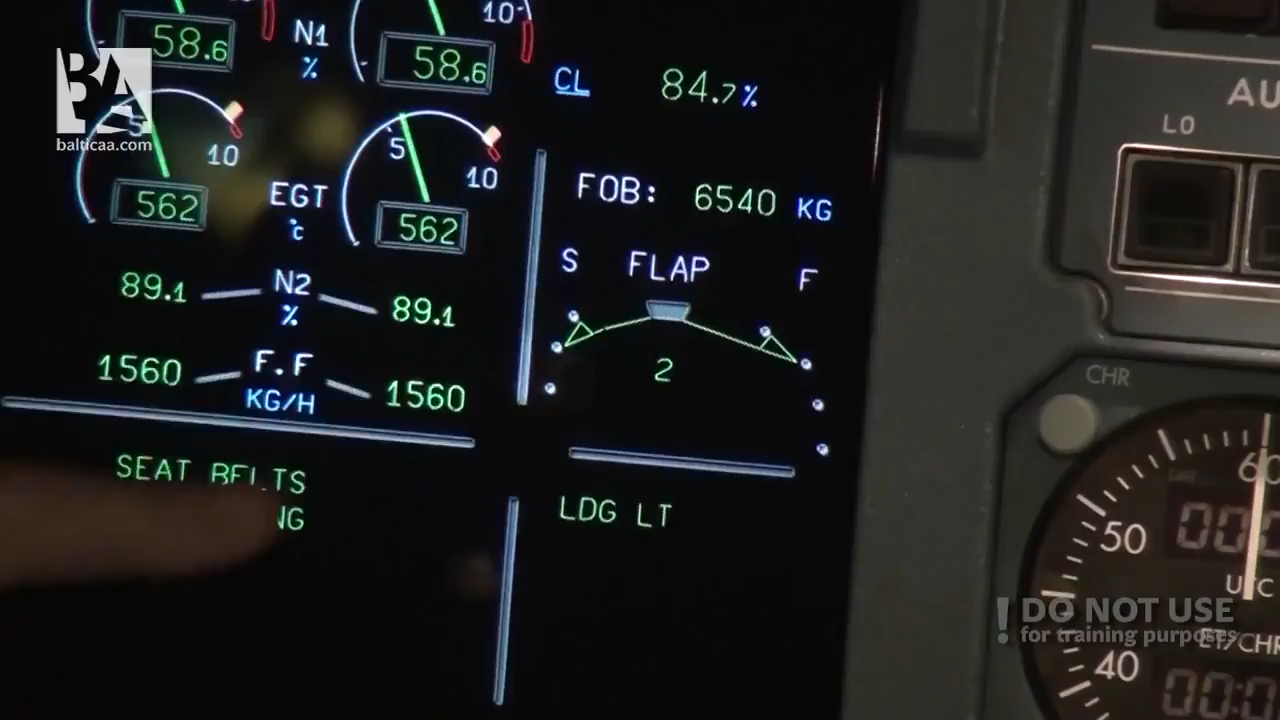 10
58.6
N1
%
58.6
BA
balticaa.com
CL
84.7%
AU
LO
5
10
5
10
562
EGT
°C
562
FOB: 6540 KG
S FLAP F
2
89.1
N2
%
89.1
1560
F.F
KG/H
1560
SEAT BELTS
NG
LDG LT
CHR
60
50
UTC
! DO NOT USE
for training purposes
ET/CHR
40